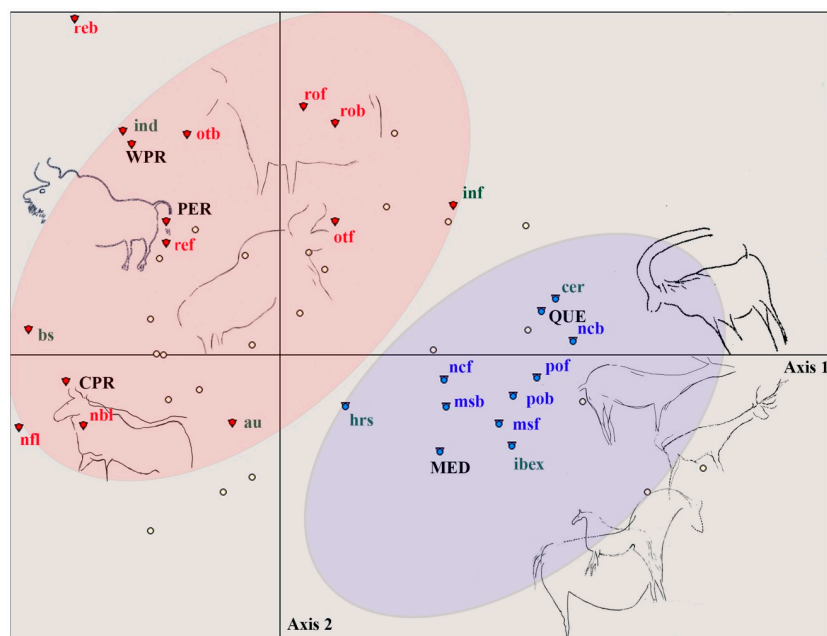 reb
rof
rob
ind
otb
WPR
inf
PER
otf
ref
cer
QUE
bs
ncb
Axis 1
ncf
pof
CPR
pob
hrs
msb
nbl
au
msf
nfl
MED
ibex
Axis 2